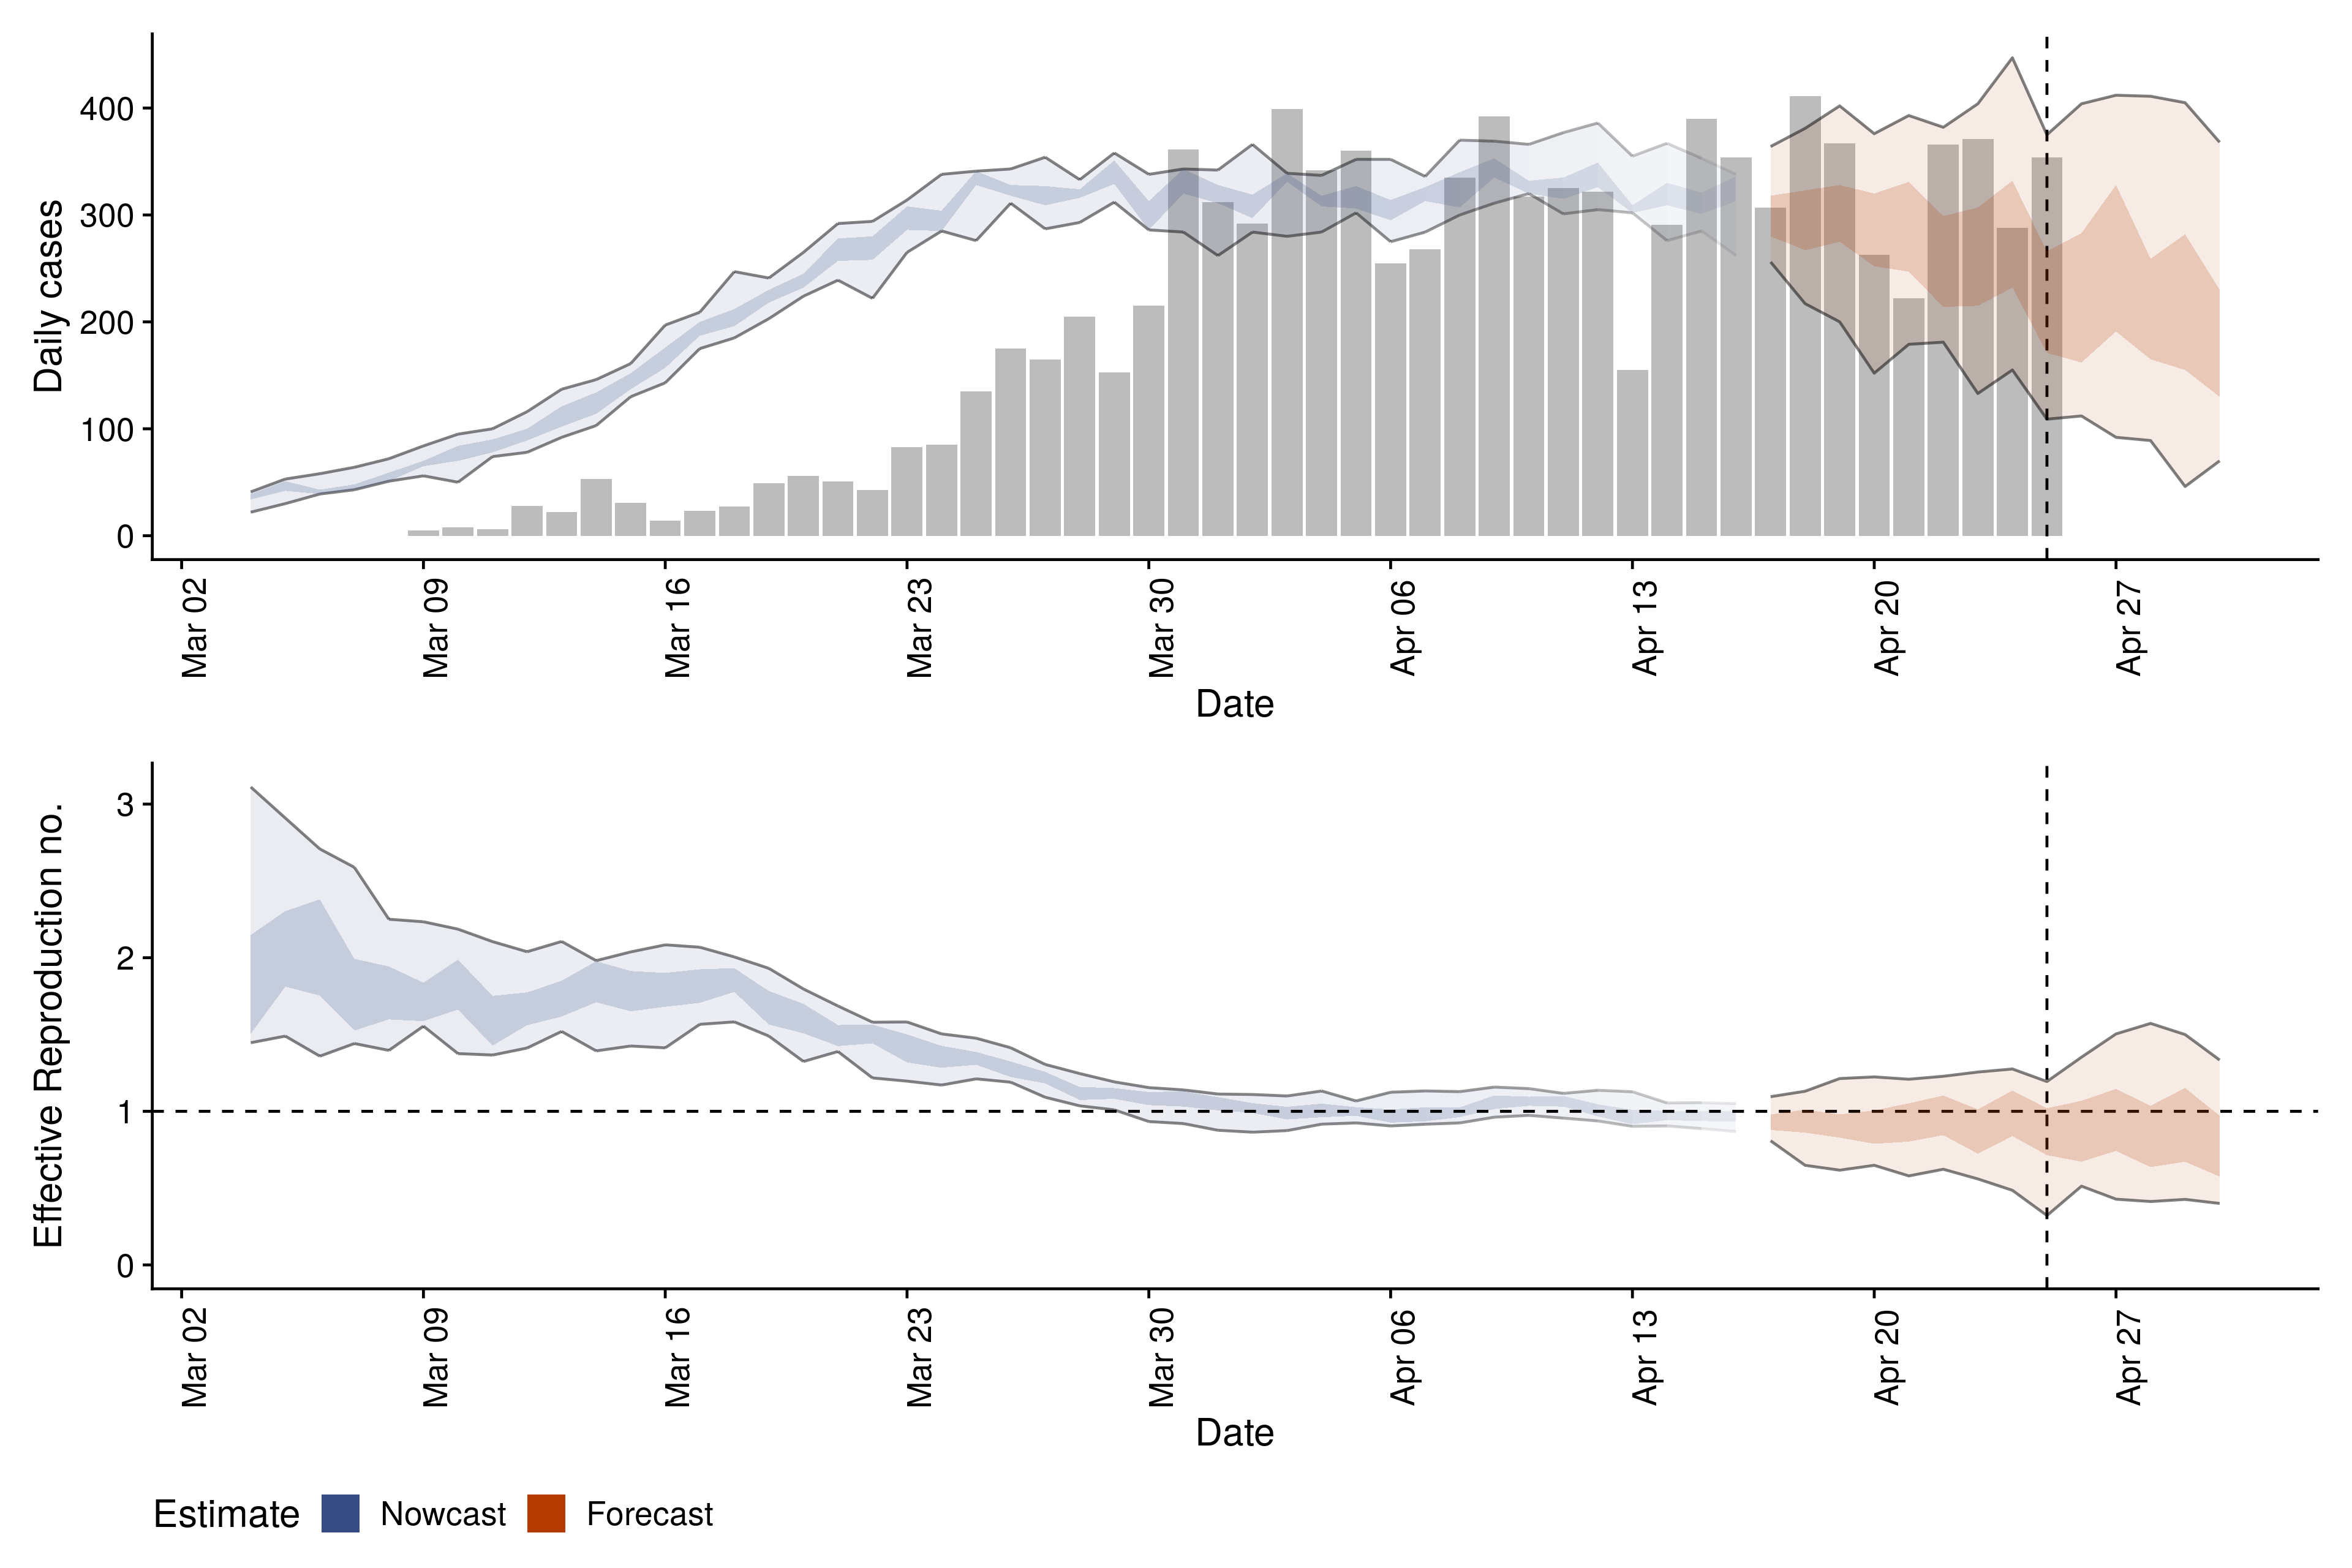 Daily cases
400
300
200
100
0
Mar 02
Mar 09
Mar 16
Mar 23
Mar 30
Apr 06
Apr 13
Apr 20
Apr 27
Date
Effective Reproduction no.
3
2
1
0
Mar 02
Mar 09
Mar 16
Mar 23
Mar 30
Apr 06
Apr 13
Apr 20
Apr 27
Date
Estimate Nowcast Forecast